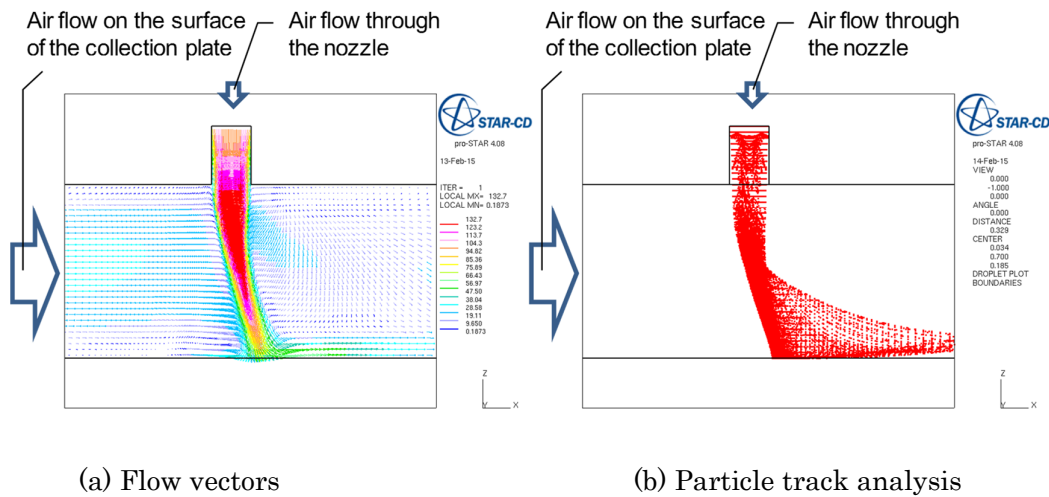 Air flow on the surface
of the collection plate
Air flow through
the nozzle
STAR-CD
pro-STAR 4.08
13-Feb-15
ITER = 1
LOCAL MX= 132.7
LOCAL MN= 0.1873
132.7
123.2
113.7
104.3
94.82
85.36
75.89
66.43
56.97
47.50
38.04
28.58
19.11
9.650
0.1873
Z
Y X
(a) Flow vectors
Air flow on the surface
of the collection plate
Air flow through
the nozzle
STAR-CD
pro-STAR 4.08
14-Feb-15
VIEW
0.000
-1.000
0.000
ANGLE
0.000
DISTANCE
0.329
CENTER
0.034
0.700
0.185
DROPLET PLOT
BOUNDARIES
Z
Y X
(b) Particle track analysis